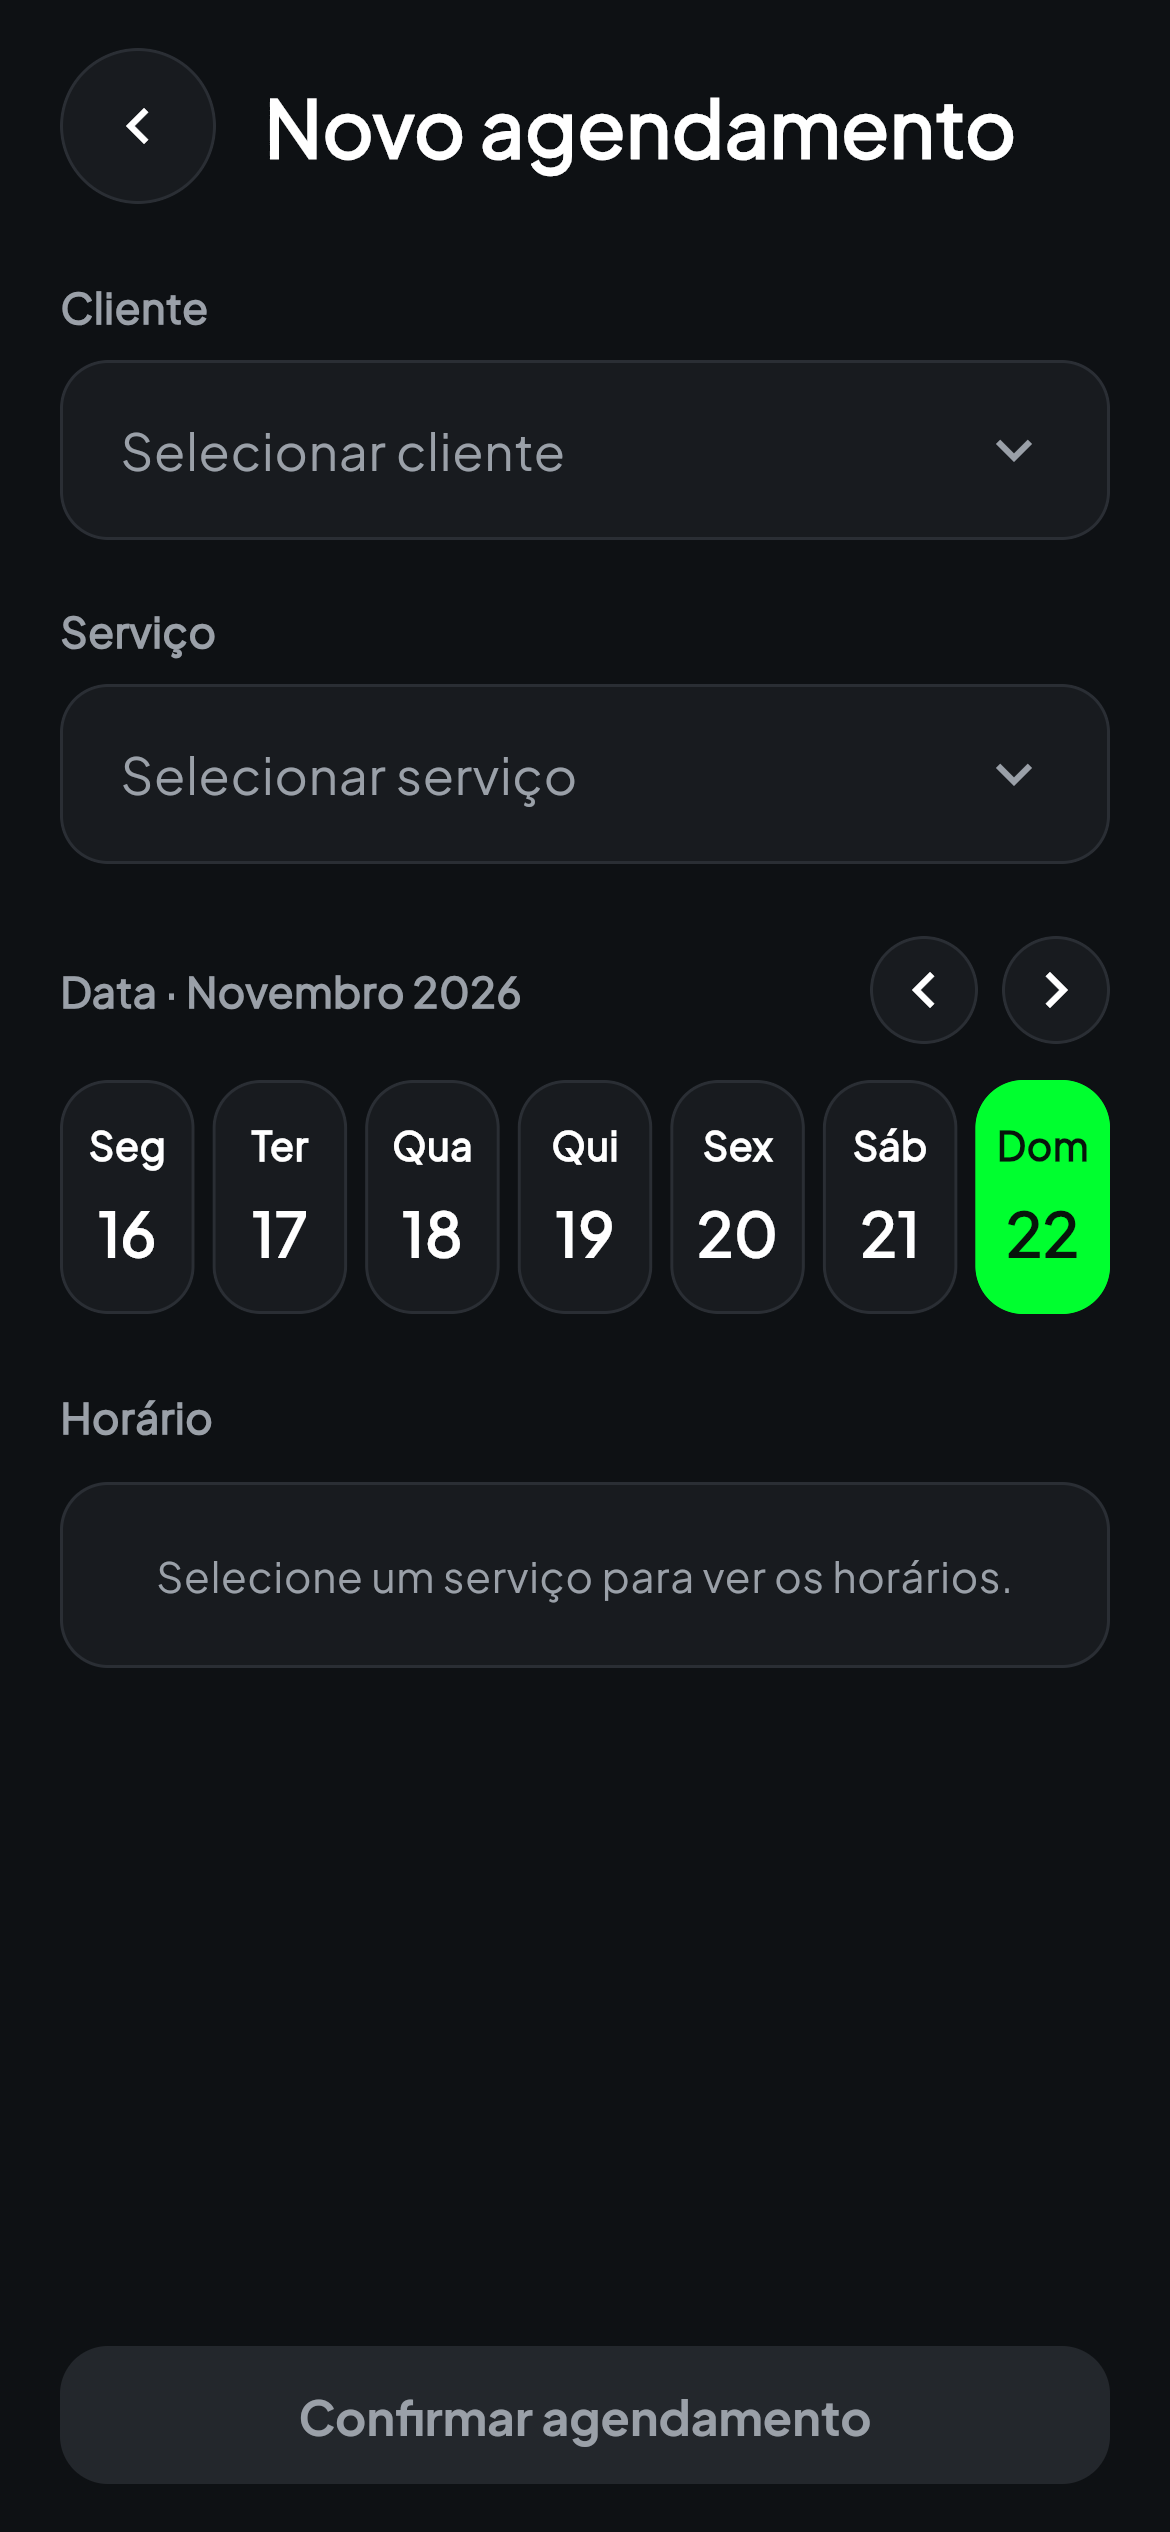 Novo agendamento
Cliente
Selecionar cliente
Serviço
Selecionar serviço
Data · Novembro 2026
Seg Ter Qua Qui Sex Sáb Dom
16 17 18 19 20 21 22
Horário
Selecione um serviço para ver os horários.
Confirmar agendamento